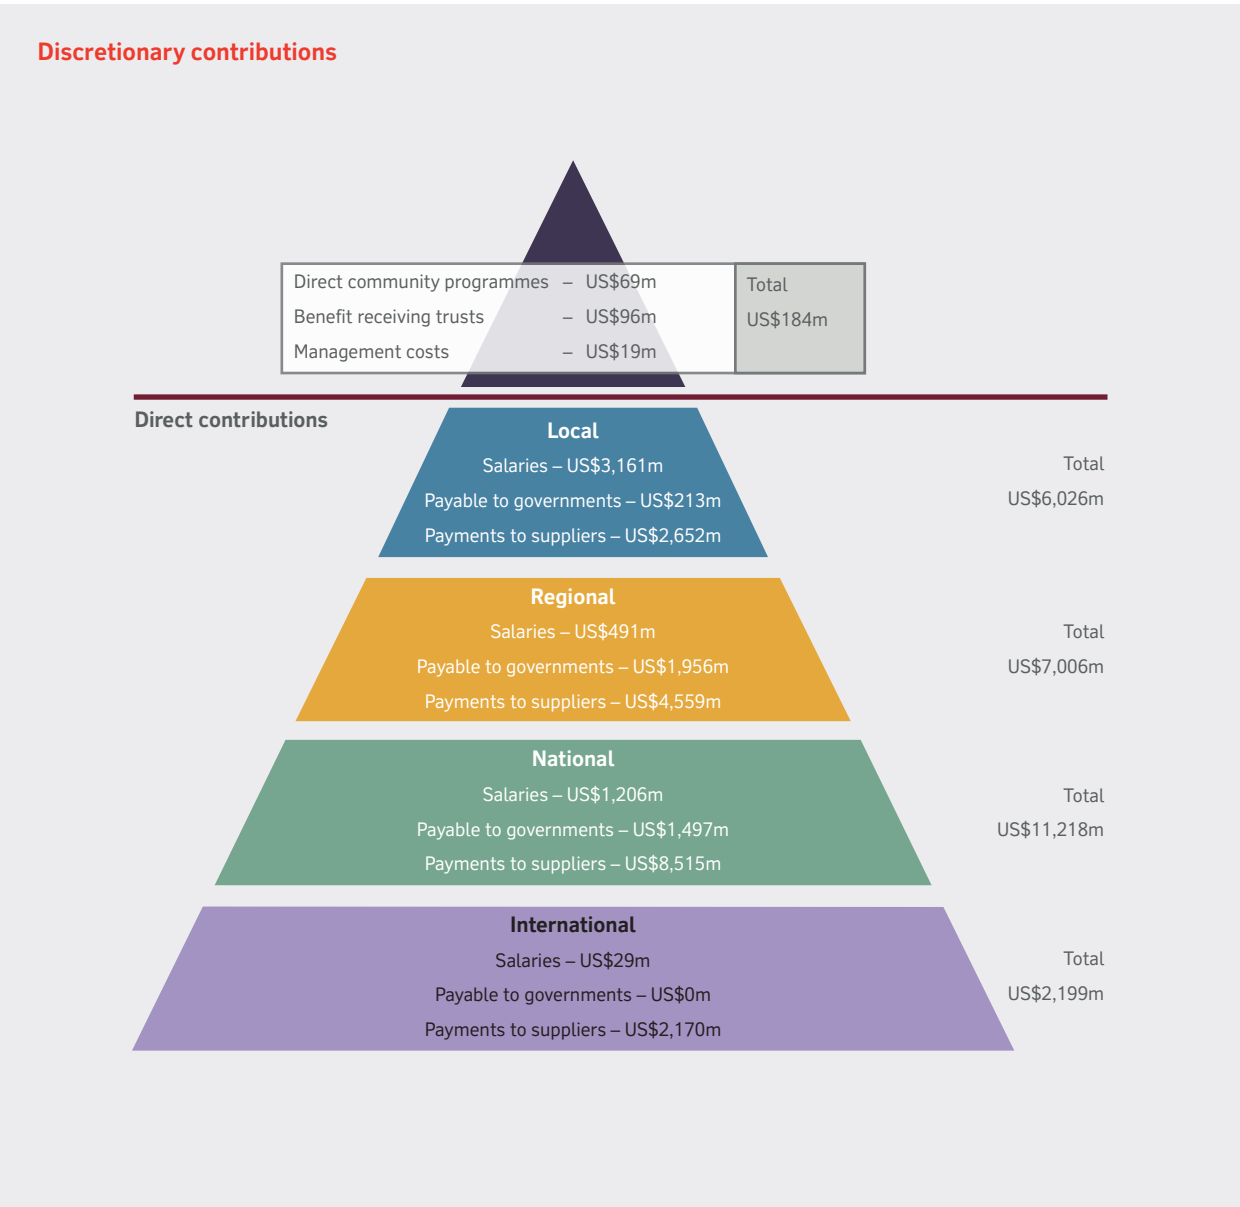 Discretionary contributions
Direct community programmes – US$69m
Benefit receiving trusts – US$96m
Management costs – US$19m
Total
US$184m
Direct contributions
Local
Salaries – US$3,161m
Payable to governments – US$213m
Payments to suppliers – US$2,652m
Total
US$6,026m
Regional
Salaries – US$491m
Payable to governments – US$1,956m
Payments to suppliers – US$4,559m
Total
US$7,006m
National
Salaries – US$1,206m
Payable to governments – US$1,497m
Payments to suppliers – US$8,515m
Total
US$11,218m
International
Salaries – US$29m
Payable to governments – US$0m
Payments to suppliers – US$2,170m
Total
US$2,199m